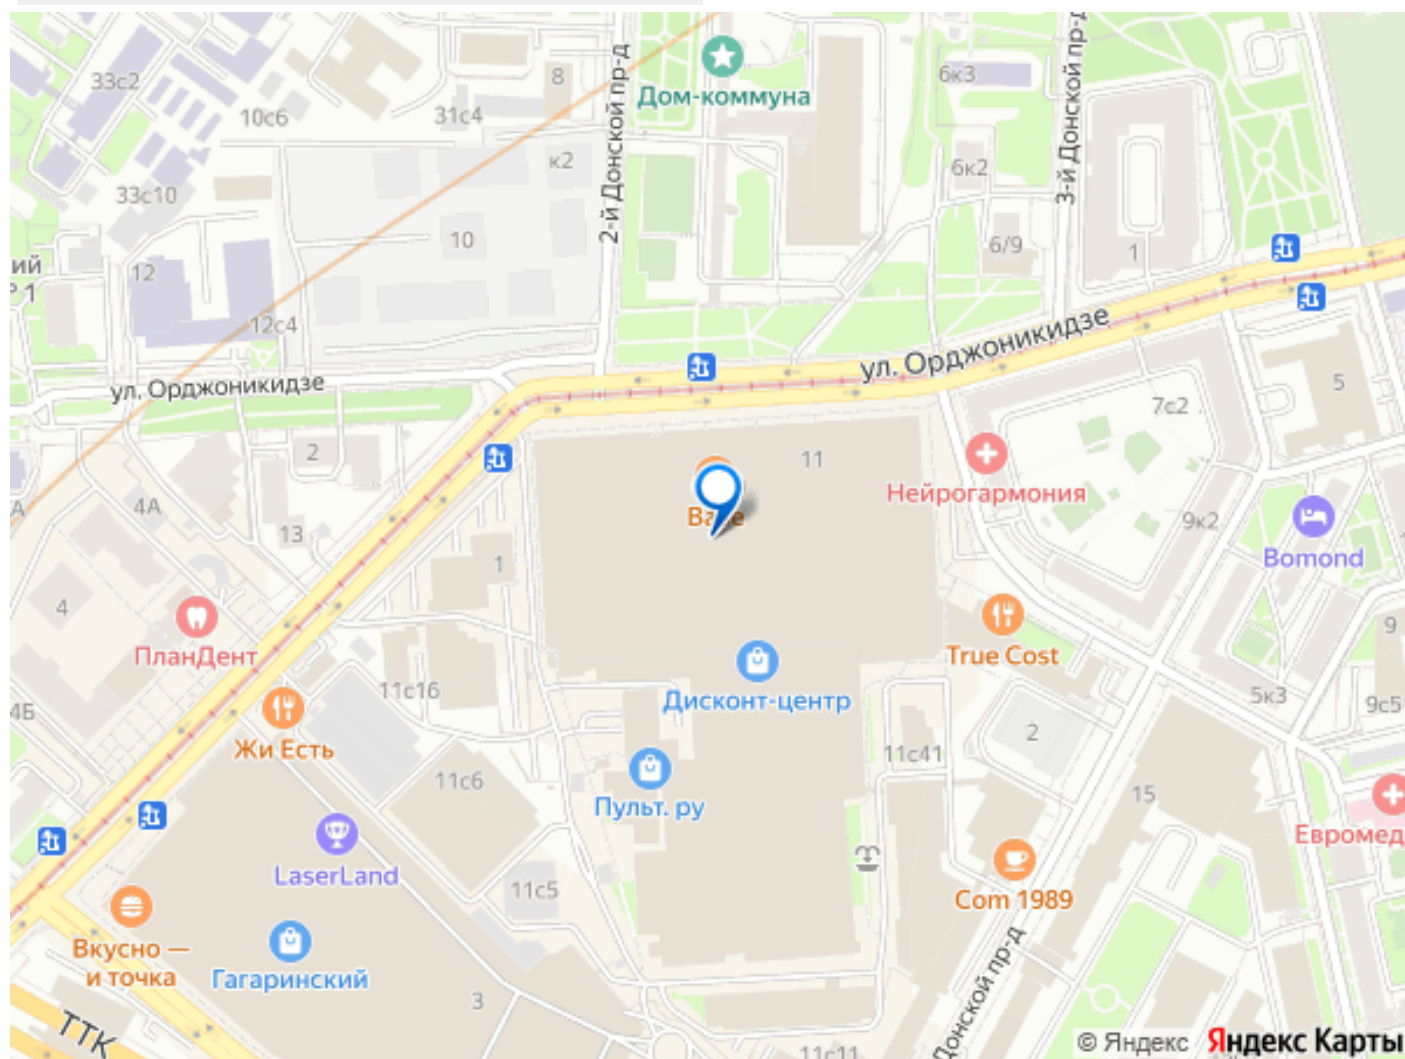 33с2
8
Дом-коммуна
6к3
10с6
31с4
2-й Донской пр-д
3-й Донской пр-д
к2
6к2
33с10
10
6/9
1
ий
12
12с4
ул. Орджоникидзе
ул. Орджоникидзе
5
7с2
2
11
Нейрогармония
4А
13
9к2
Bomond
1
4
ПланДент
True Cost
9
11с16
Дисконт-центр
5к3
9с5
4Б
Жи Есть
2
11с41
11с6
15
Пульт. ру
Евромед
LaserLand
11с5
Com 1989
Вкусно —
и точка
Гагаринский
3
Донской пр-д
ТТК
11с11
© Яндекс Яндекс Карты